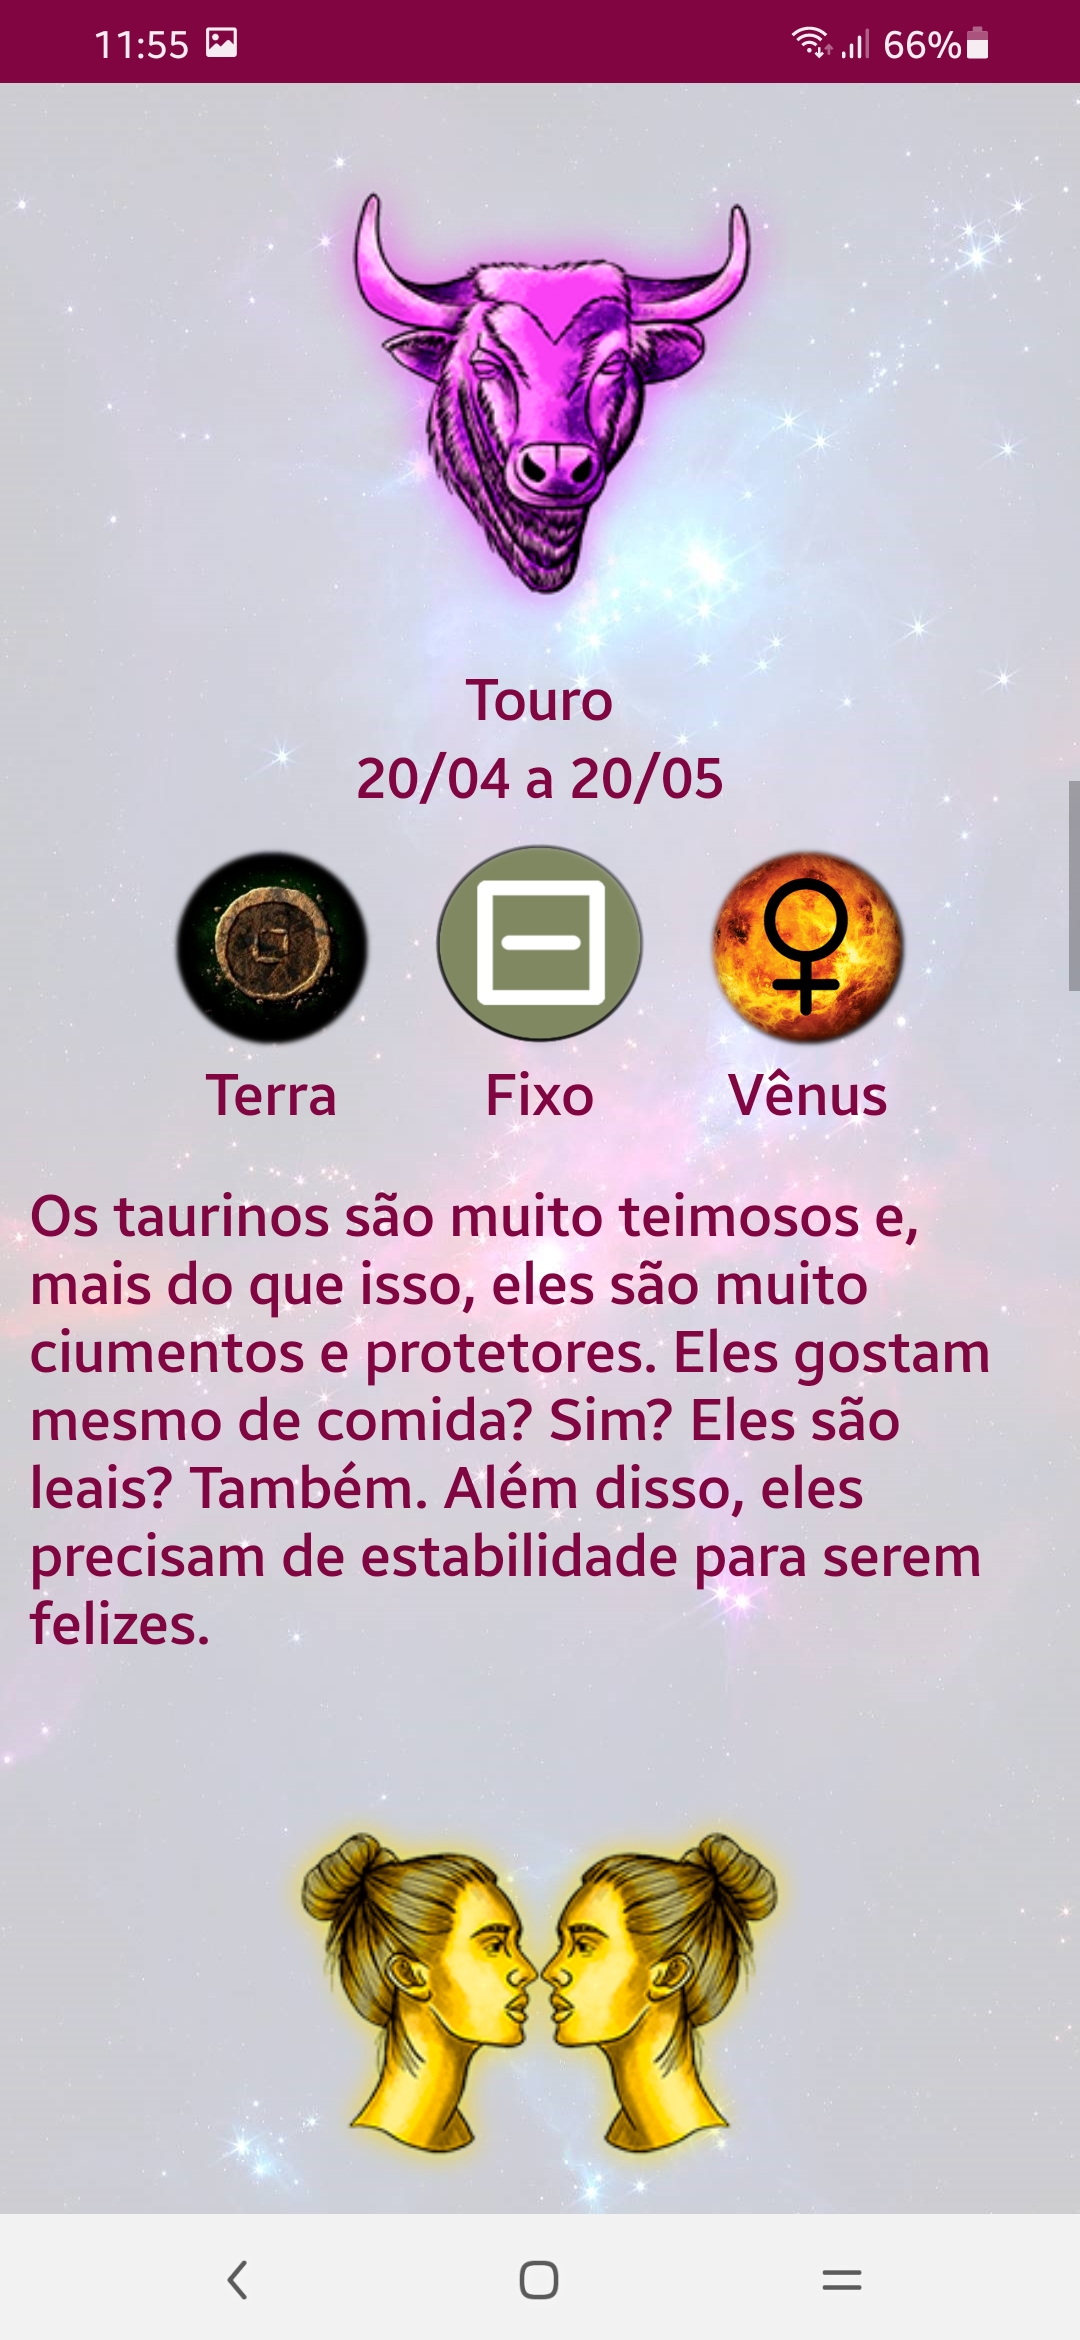 11:55
66%
Touro
20/04 a 20/05
Terra
Fixo
Vênus
Os taurinos são muito teimosos e,
mais do que isso, eles são muito
ciumentos e protetores. Eles gostam
mesmo de comida? Sim? Eles são
leais? Também. Além disso, eles
precisam de estabilidade para serem
felizes.